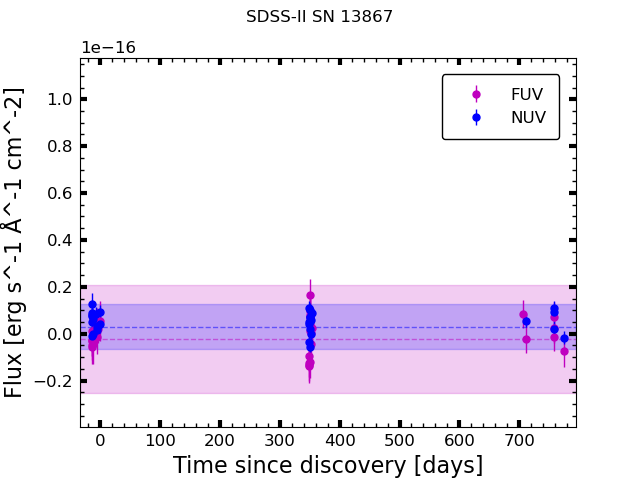 SDSS-II SN 13867
1e−16
Flux [erg s^-1 Å^-1 cm^-2]
1.0
0.8
0.6
0.4
0.2
0.0
−0.2
FUV
NUV
0 100 200 300 400 500 600 700
Time since discovery [days]